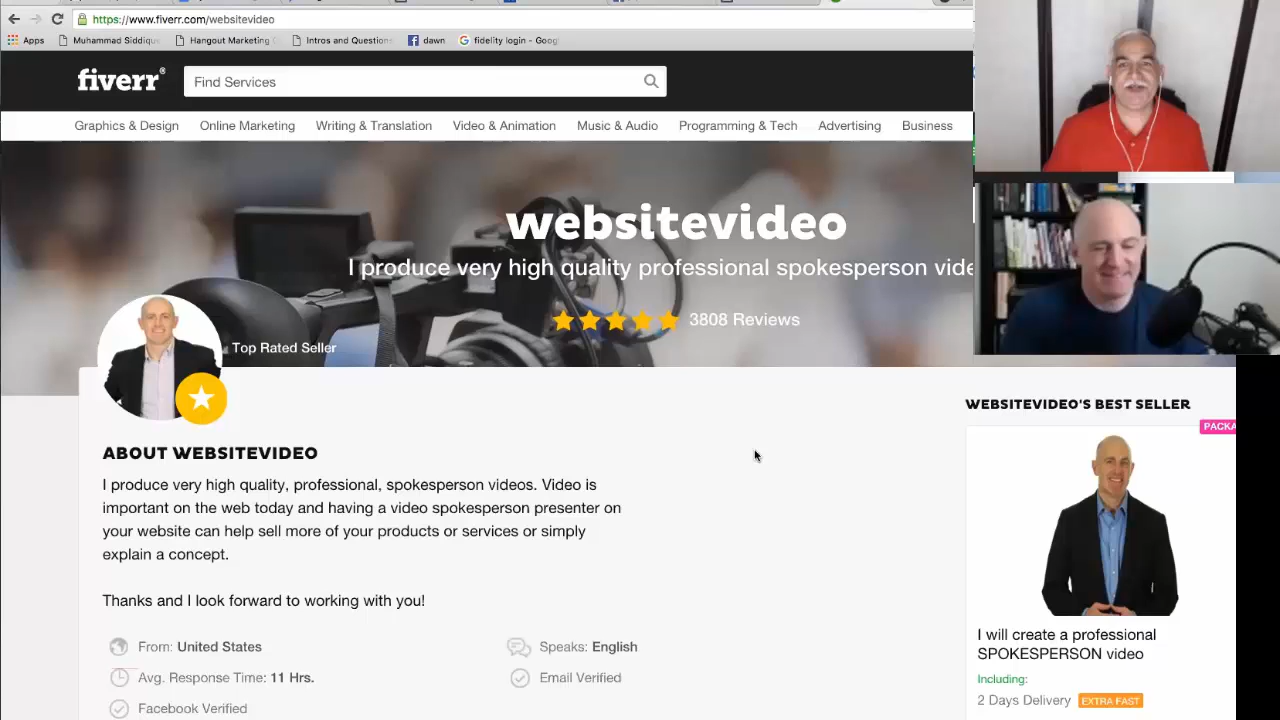 https://www.fiverr.com/websitevideo
Apps Muhammad Siddiqu Hangout Marketing Intros and Question dawn fidelity login - Goog
fiverr®
Find Services
Graphics & Design Online Marketing Writing & Translation Video & Animation Music & Audio Programming & Tech Advertising Business
websitevideo
I produce very high quality professional spokesperson vide
3808 Reviews
Top Rated Seller
WEBSITEVIDEO'S BEST SELLER
PACKA
ABOUT WEBSITEVIDEO
I produce very high quality, professional, spokesperson videos. Video is
important on the web today and having a video spokesperson presenter on
your website can help sell more of your products or services or simply
explain a concept.
Thanks and I look forward to working with you!
From: United States
Speaks: English
Avg. Response Time: 11 Hrs.
Email Verified
Facebook Verified
I will create a professional
SPOKESPERSON video
Including:
2 Days Delivery EXTRA FAST